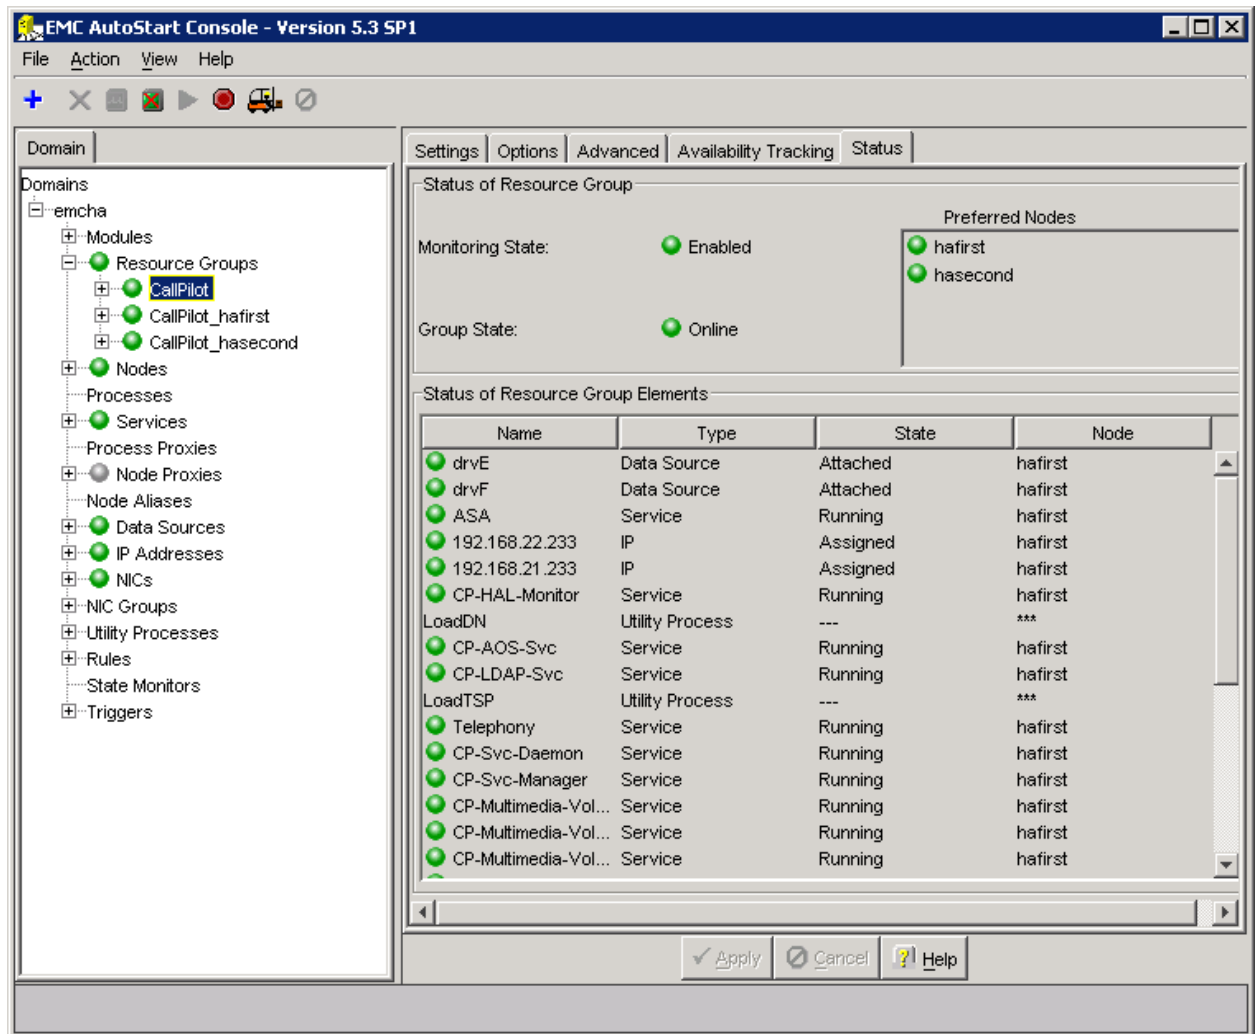 EMC AutoStart Console - Version 5.3 SP1
File Action View Help
Domain
Domains
emcha
Modules
Resource Groups
CallPilot
CallPilot_hafirst
CallPilot_hasecond
Nodes
Processes
Services
Process Proxies
Node Proxies
Node Aliases
Data Sources
IP Addresses
NICs
NIC Groups
Utility Processes
Rules
State Monitors
Triggers
Settings Options Advanced Availability Tracking Status
Status of Resource Group
Preferred Nodes
Monitoring State: Enabled
hafirst
hasecond
Group State: Online
Status of Resource Group Elements
Name Type State Node
drvE Data Source Attached hafirst
drvF Data Source Attached hafirst
ASA Service Running hafirst
192.168.22.233 IP Assigned hafirst
192.168.21.233 IP Assigned hafirst
CP-HAL-Monitor Service Running hafirst
LoadDN Utility Process --- ***
CP-AOS-Svc Service Running hafirst
CP-LDAP-Svc Service Running hafirst
LoadTSP Utility Process --- ***
Telephony Service Running hafirst
CP-Svc-Daemon Service Running hafirst
CP-Svc-Manager Service Running hafirst
CP-Multimedia-Vol... Service Running hafirst
CP-Multimedia-Vol... Service Running hafirst
CP-Multimedia-Vol... Service Running hafirst
Apply Cancel Help